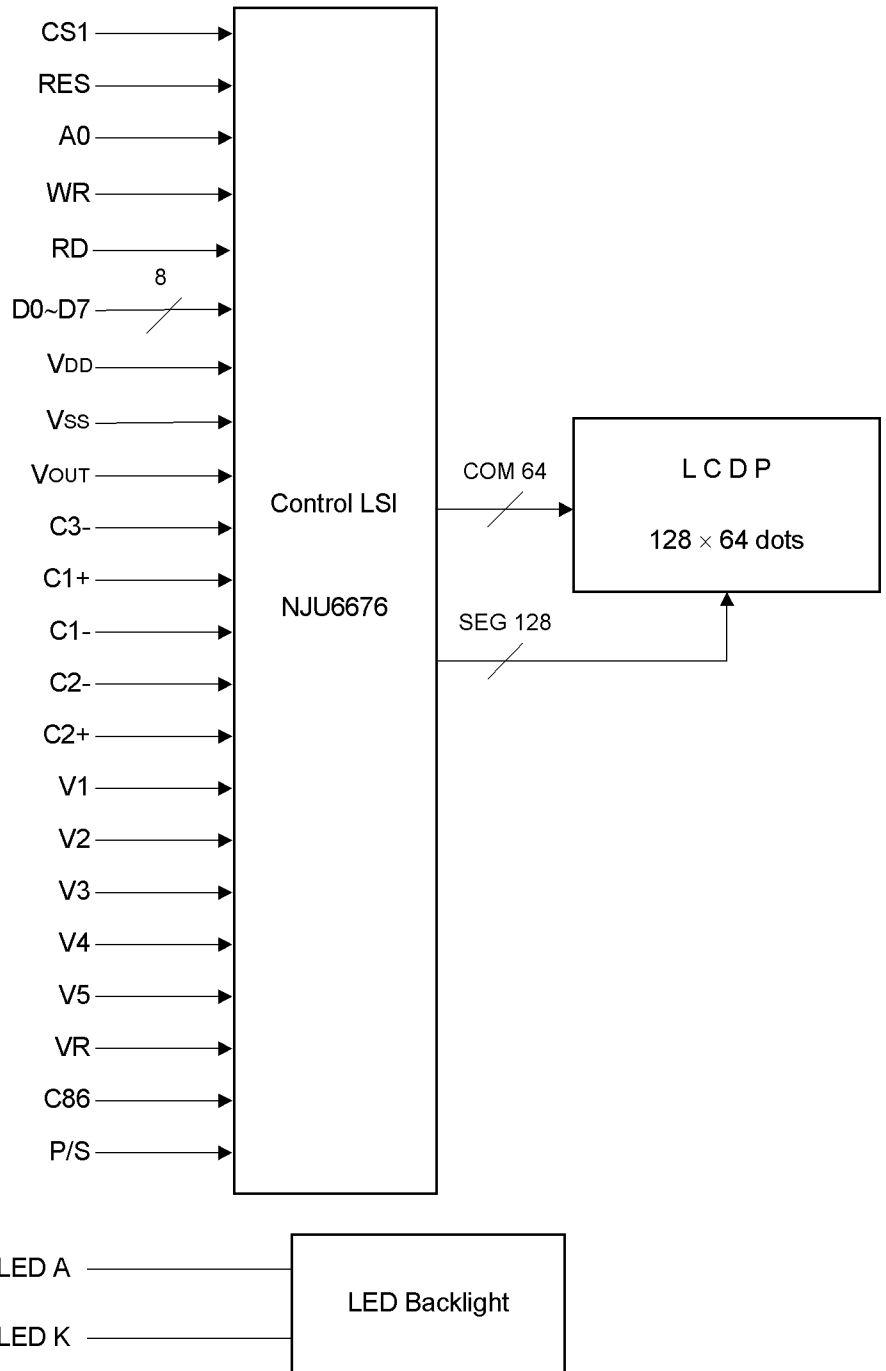 CS1
RES
A0
WR
RD
8
D0~D7
VDD
VSS
VOUT
C3-
C1+
C1-
C2-
C2+
V1
V2
V3
V4
V5
VR
C86
P/S
Control LSI
NJU6676
COM 64
SEG 128
L C D P
128 × 64 dots
LED A
LED K
LED Backlight